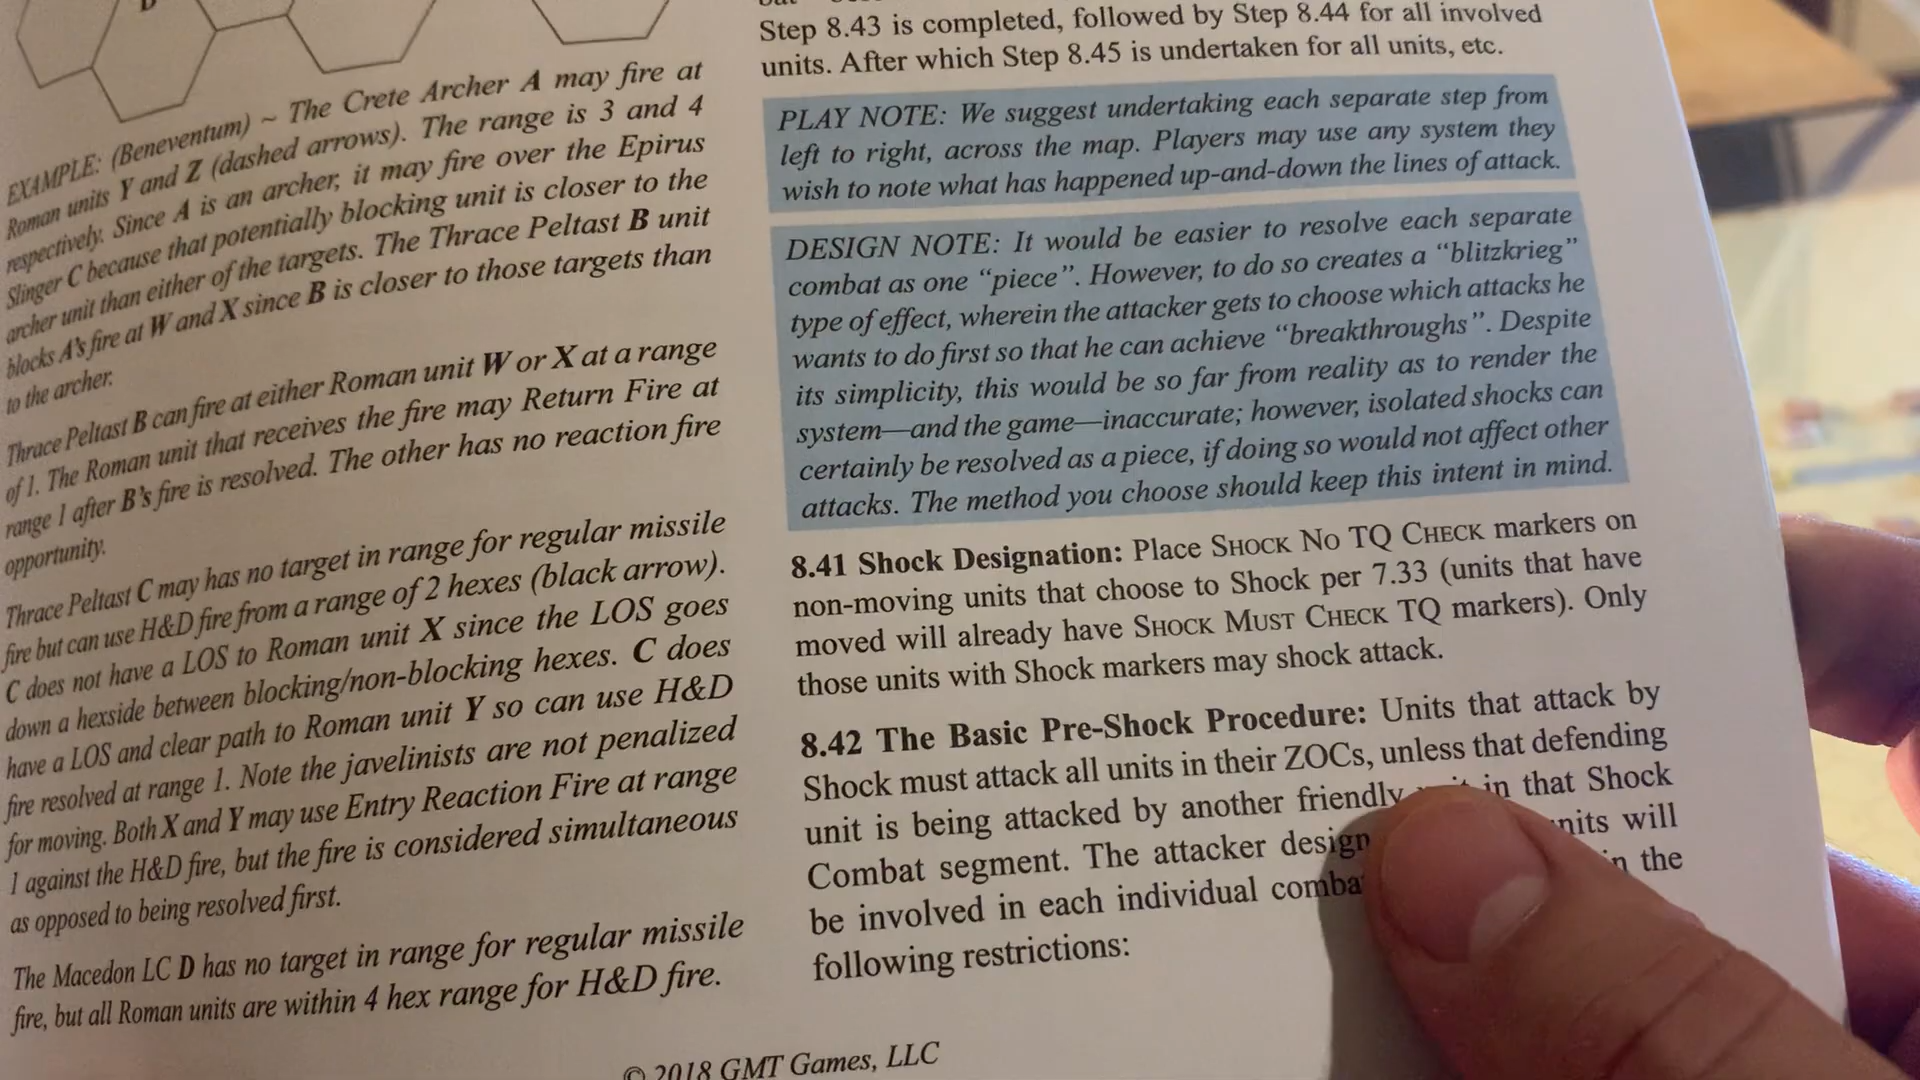 EXAMPLE: (Beneventum) ~ The Crete Archer A may fire at
Roman units Y and Z (dashed arrows). The range is 3 and 4
respectively. Since A is an archer, it may fire over the Epirus
Slinger C because that potentially blocking unit is closer to the
archer unit than either of the targets. The Thrace Peltast B unit
blocks A's fire at W and X since B is closer to those targets than
to the archer.
Thrace Peltast B can fire at either Roman unit W or X at a range
of 1. The Roman unit that receives the fire may Return Fire at
range 1 after B's fire is resolved. The other has no reaction fire
opportunity.
Thrace Peltast C may has no target in range for regular missile
fire but can use H&D fire from a range of 2 hexes (black arrow).
C does not have a LOS to Roman unit X since the LOS goes
down a hexside between blocking/non-blocking hexes. C does
have a LOS and clear path to Roman unit Y so can use H&D
fire resolved at range 1. Note the javelinists are not penalized
for moving. Both X and Y may use Entry Reaction Fire at range
1 against the H&D fire, but the fire is considered simultaneous
as opposed to being resolved first.
The Macedon LC D has no target in range for regular missile
fire, but all Roman units are within 4 hex range for H&D fire.
Step 8.43 is completed, followed by Step 8.44 for all involved
units. After which Step 8.45 is undertaken for all units, etc.
PLAY NOTE: We suggest undertaking each separate step from
left to right, across the map. Players may use any system they
wish to note what has happened up-and-down the lines of attack.
DESIGN NOTE: It would be easier to resolve each separate
combat as one “piece”. However, to do so creates a “blitzkrieg”
type of effect, wherein the attacker gets to choose which attacks he
wants to do first so that he can achieve “breakthroughs”. Despite
its simplicity, this would be so far from reality as to render the
system—and the game—inaccurate; however, isolated shocks can
certainly be resolved as a piece, if doing so would not affect other
attacks. The method you choose should keep this intent in mind.
8.41 Shock Designation: Place SHOCK NO TQ CHECK markers on
non-moving units that choose to Shock per 7.33 (units that have
moved will already have SHOCK MUST CHECK TQ markers). Only
those units with Shock markers may shock attack.
8.42 The Basic Pre-Shock Procedure: Units that attack by
Shock must attack all units in their ZOCs, unless that defending
unit is being attacked by another friendly in that Shock
Combat segment. The attacker will
be involved in each individual the
following restrictions:
© 2018 GMT Games, LLC